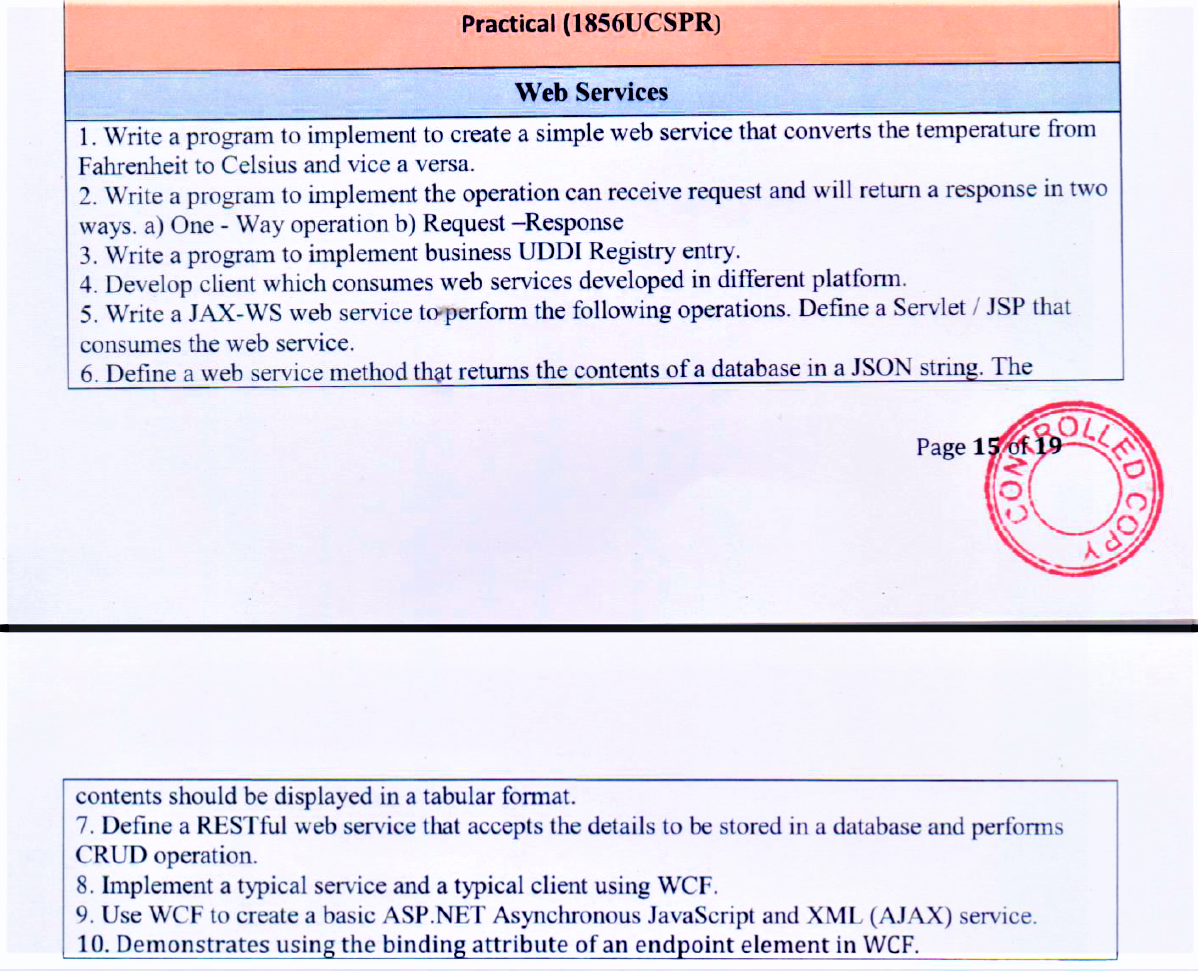 Practical (1856UCSPR)
Web Services
1. Write a program to implement to create a simple web service that converts the temperature from
Fahrenheit to Celsius and vice a versa.
2. Write a program to implement the operation can receive request and will return a response in two
ways. a) One - Way operation b) Request –Response
3. Write a program to implement business UDDI Registry entry.
4. Develop client which consumes web services developed in different platform.
5. Write a JAX-WS web service to perform the following operations. Define a Servlet / JSP that
consumes the web service.
6. Define a web service method that returns the contents of a database in a JSON string. The
Page 15 of 19
CONTROLLED COPY
contents should be displayed in a tabular format.
7. Define a RESTful web service that accepts the details to be stored in a database and performs
CRUD operation.
8. Implement a typical service and a typical client using WCF.
9. Use WCF to create a basic ASP.NET Asynchronous JavaScript and XML (AJAX) service.
10. Demonstrates using the binding attribute of an endpoint element in WCF.